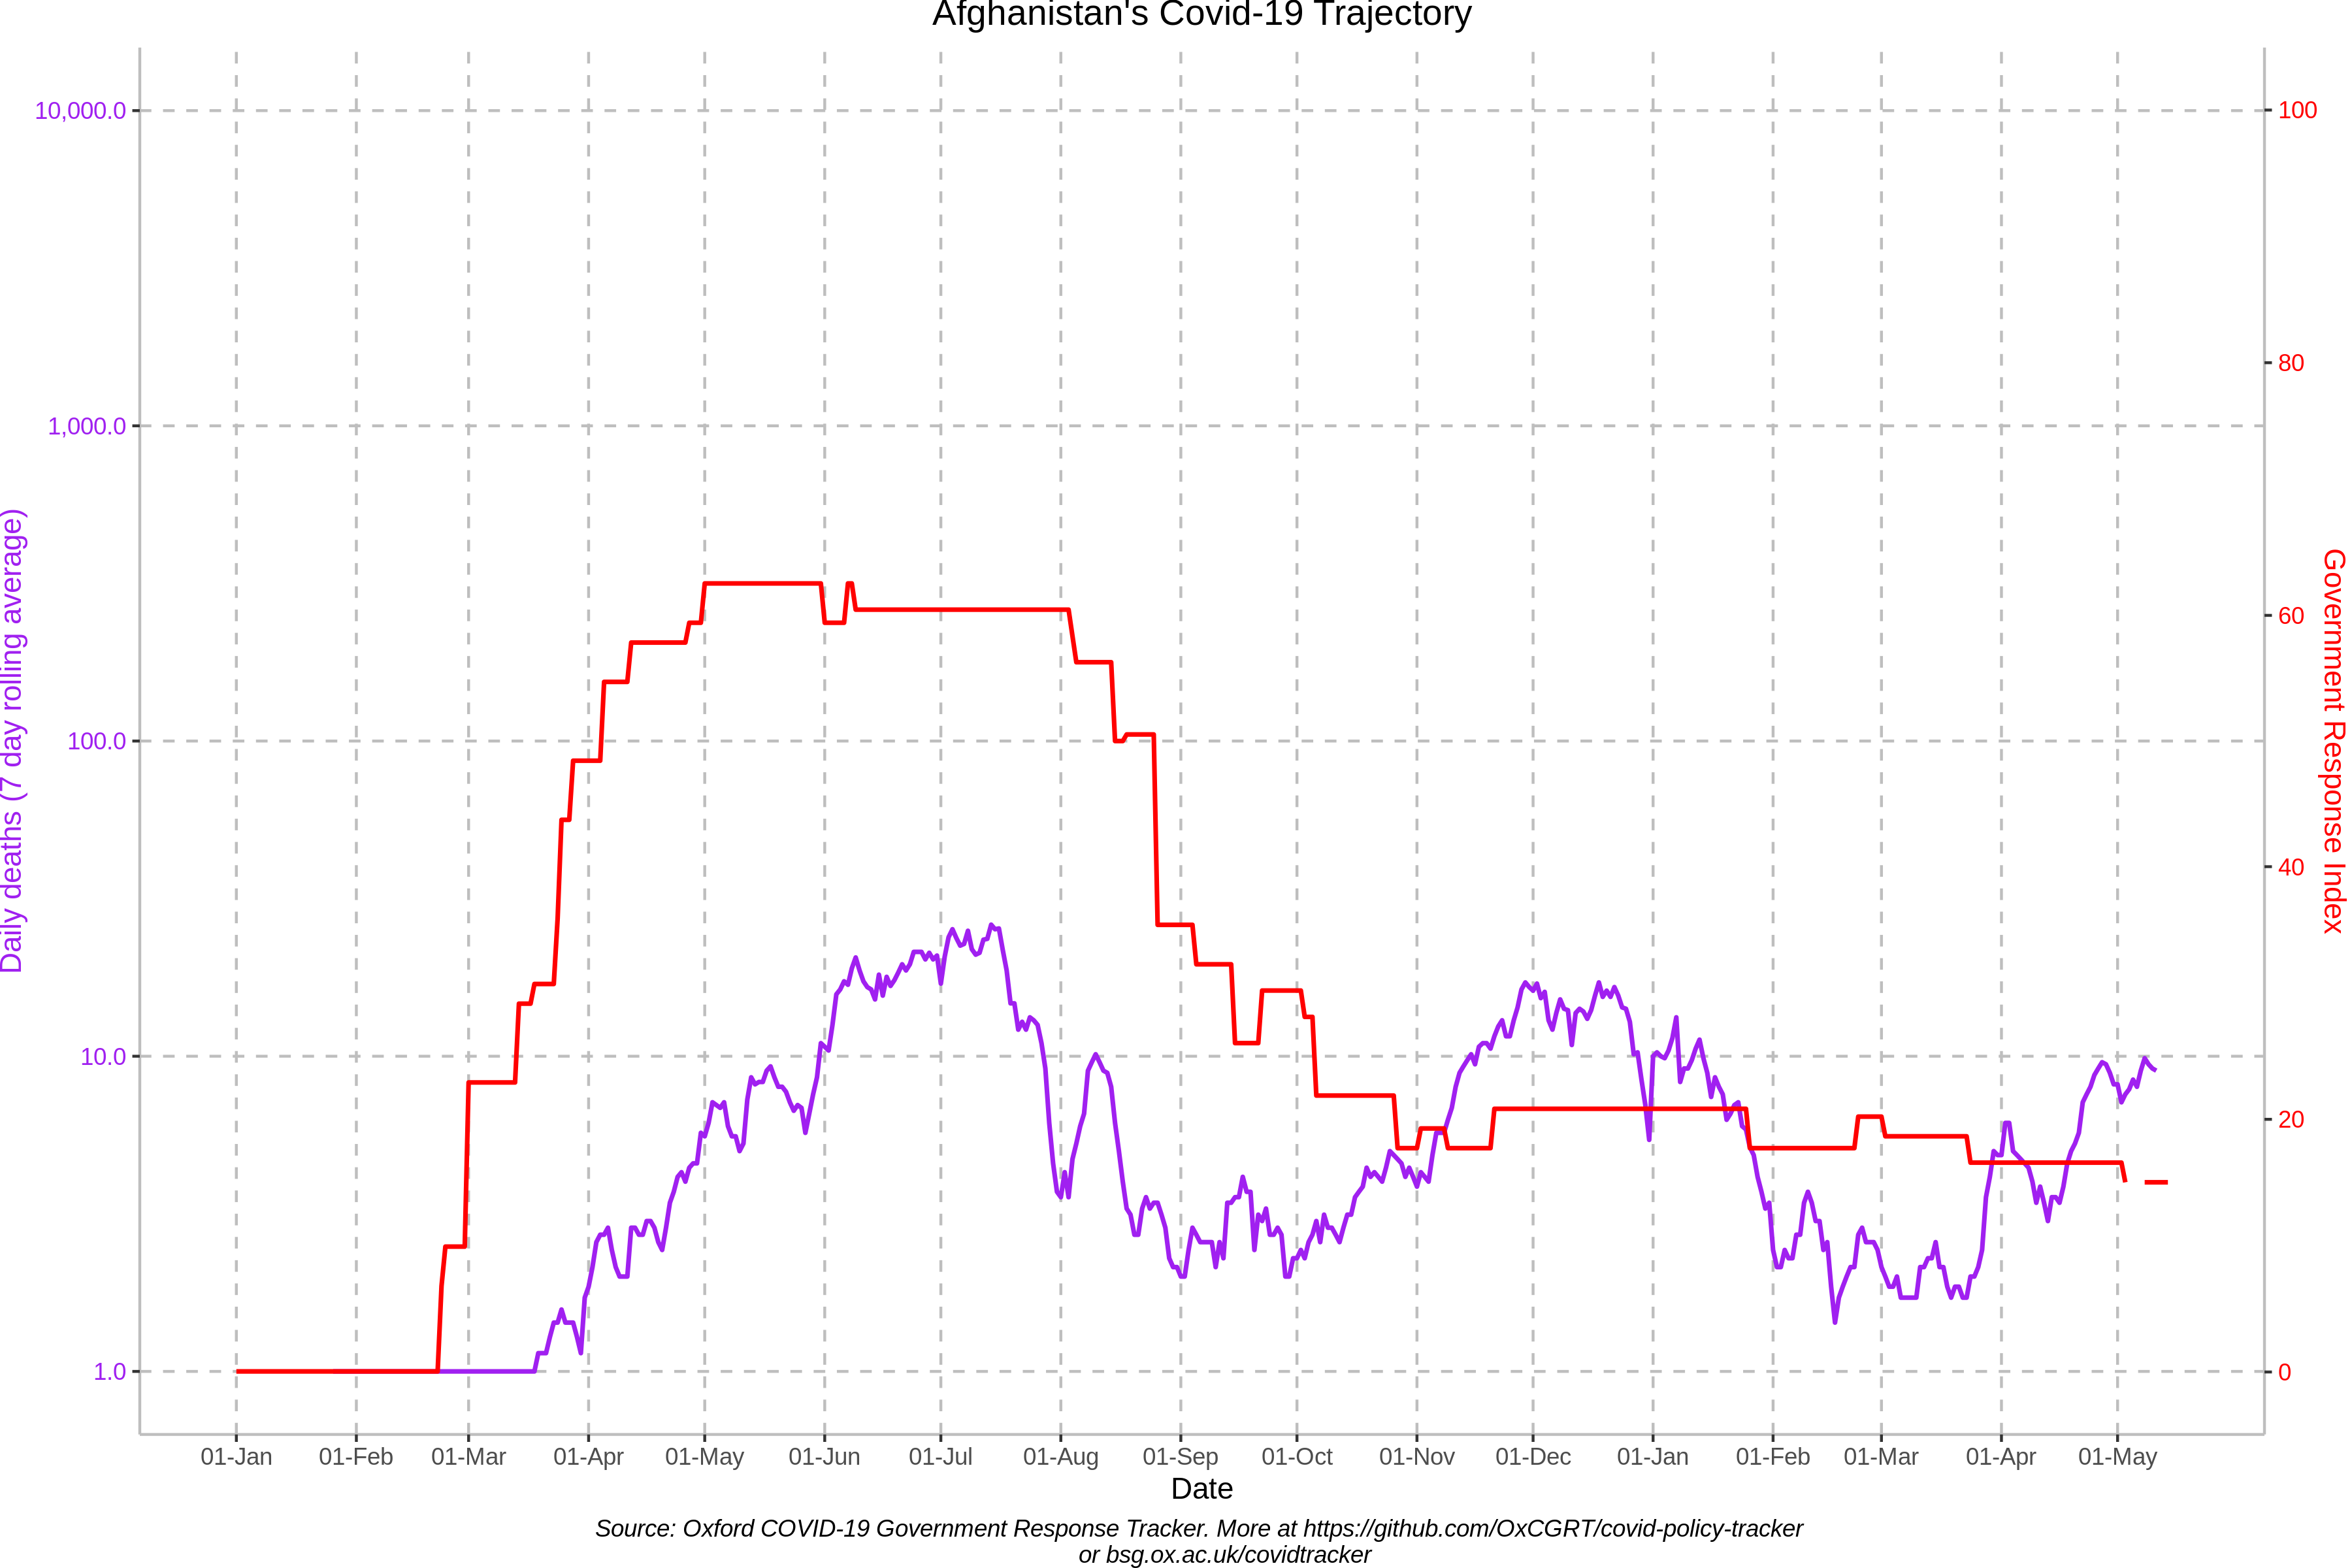 Afghanistan's Covid-19 Trajectory
10,000.0
1,000.0
100.0
10.0
1.0
Daily deaths (7 day rolling average)
100
80
60
40
20
0
Government Response Index
01-Jan 01-Feb 01-Mar 01-Apr 01-May 01-Jun 01-Jul 01-Aug 01-Sep 01-Oct 01-Nov 01-Dec 01-Jan 01-Feb 01-Mar 01-Apr 01-May
Date
Source: Oxford COVID-19 Government Response Tracker. More at https://github.com/OxCGRT/covid-policy-tracker
or bsg.ox.ac.uk/covidtracker